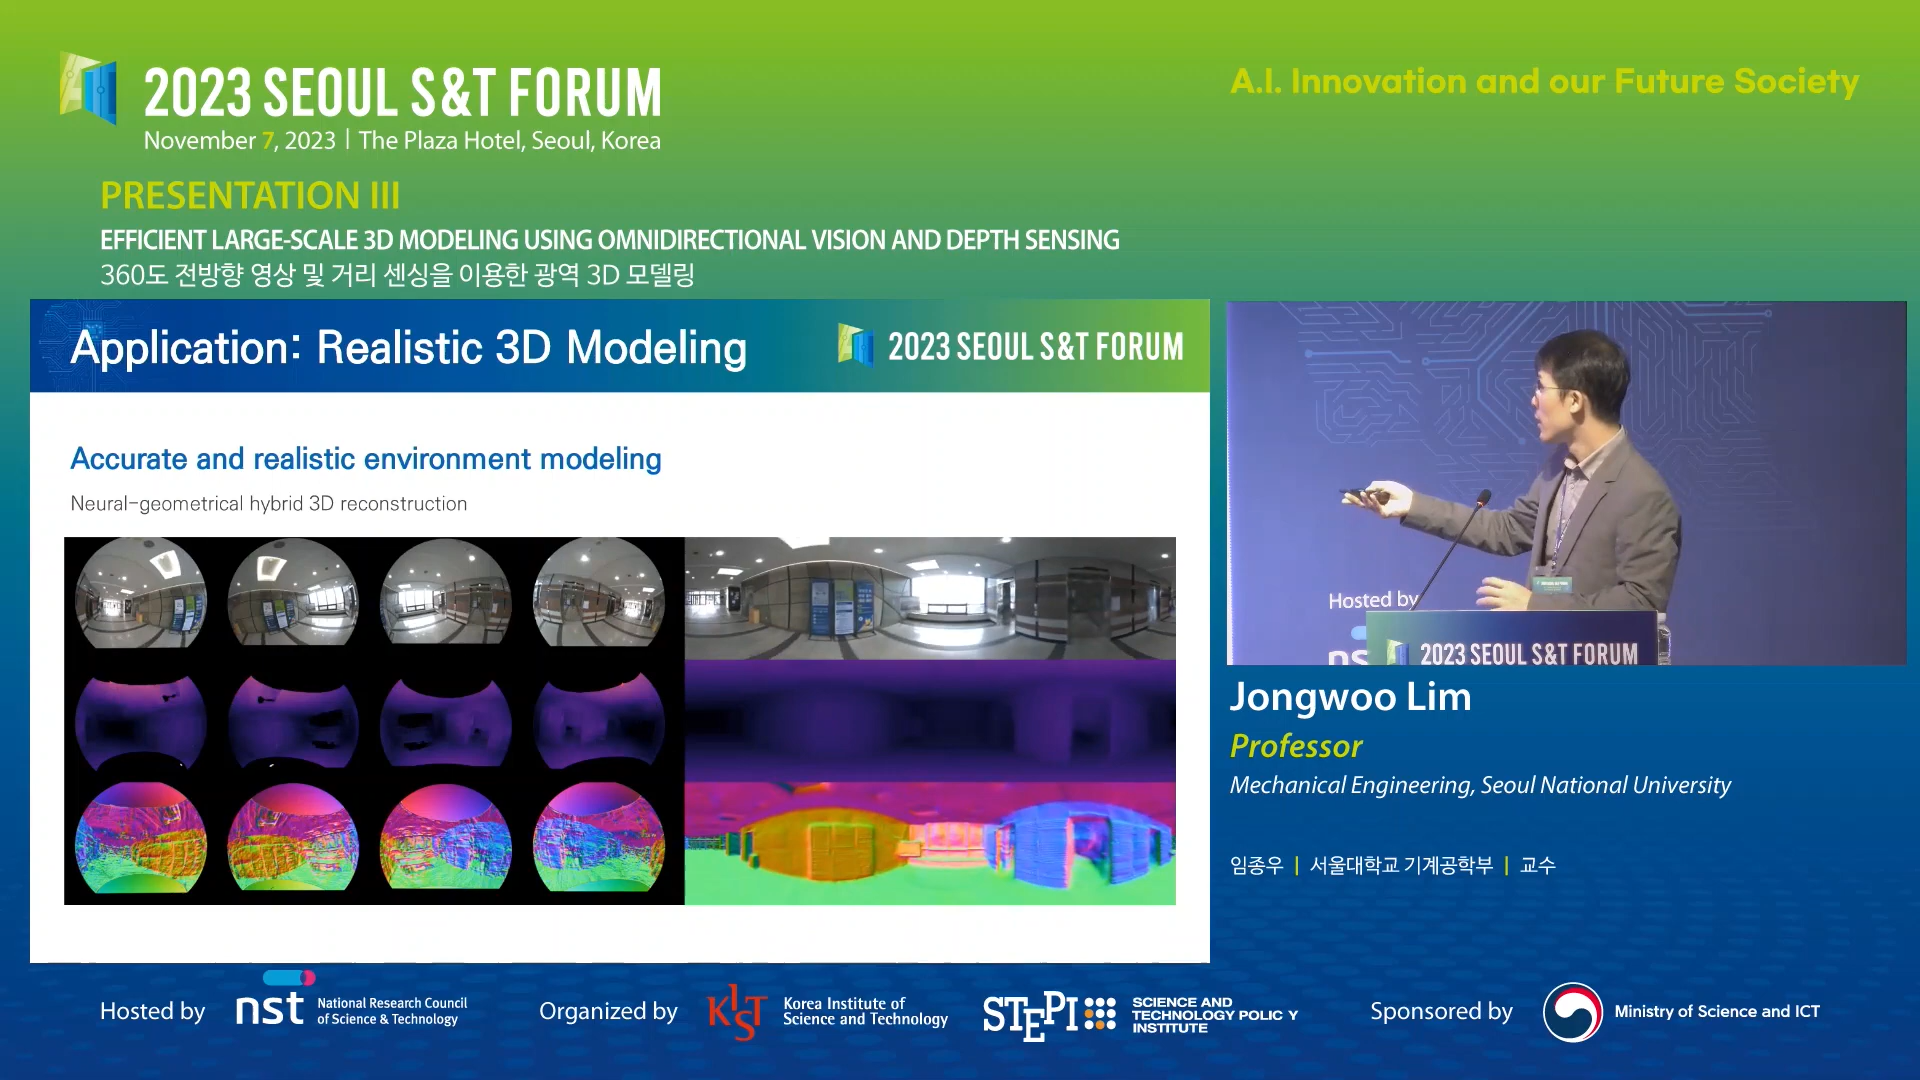 2023 SEOUL S&T FORUM
November 7, 2023 | The Plaza Hotel, Seoul, Korea
A.I. Innovation and our Future Society
PRESENTATION III
EFFICIENT LARGE-SCALE 3D MODELING USING OMNIDIRECTIONAL VISION AND DEPTH SENSING
360도 전방향 영상 및 거리 센싱을 이용한 광역 3D 모델링
Application: Realistic 3D Modeling
2023 SEOUL S&T FORUM
Accurate and realistic environment modeling
Neural-geometrical hybrid 3D reconstruction
Hosted by
ns
2023 SEOUL S&T FORUM
Jongwoo Lim
Professor
Mechanical Engineering, Seoul National University
임종우 | 서울대학교 기계공학부 | 교수
Hosted by
nst
National Research Council
of Science & Technology
Organized by
KIST
Korea Institute of
Science and Technology
STEPI
SCIENCE AND
TECHNOLOGY POLIC Y
INSTITUTE
Sponsored by
Ministry of Science and ICT